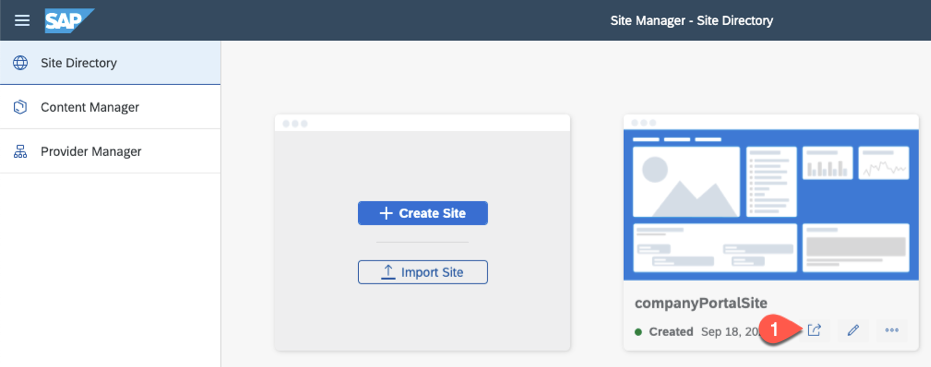 SAP
Site Manager - Site Directory
Site Directory
Content Manager
Provider Manager
+ Create Site
Import Site
companyPortalSite
Created Sep 18, 20
1